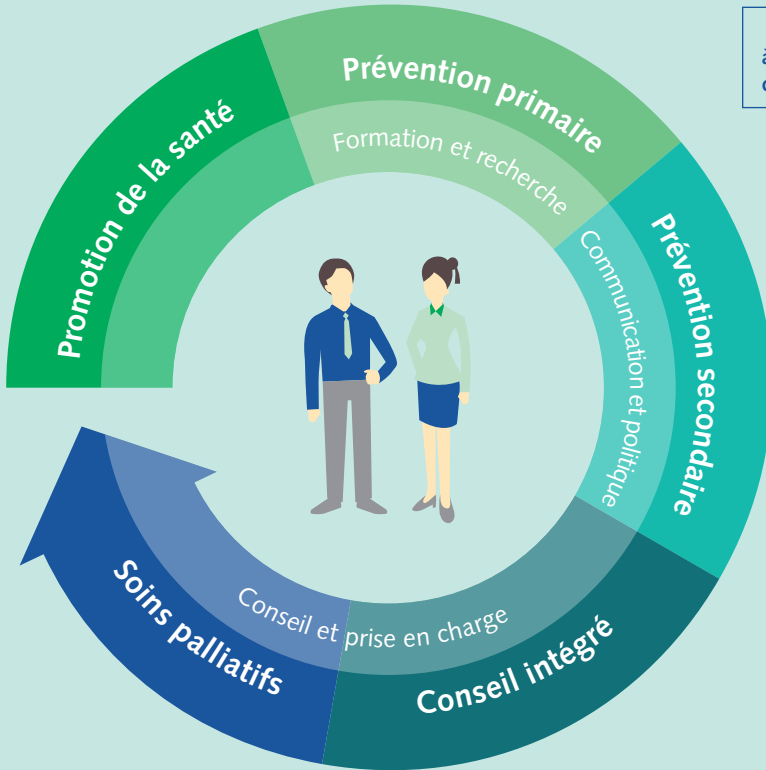 Promotion de la santé
Prévention primaire
Prévention secondaire
Conseil intégré
Soins palliatifs
Formation et recherche
Communication et politique
Conseil et prise en charge